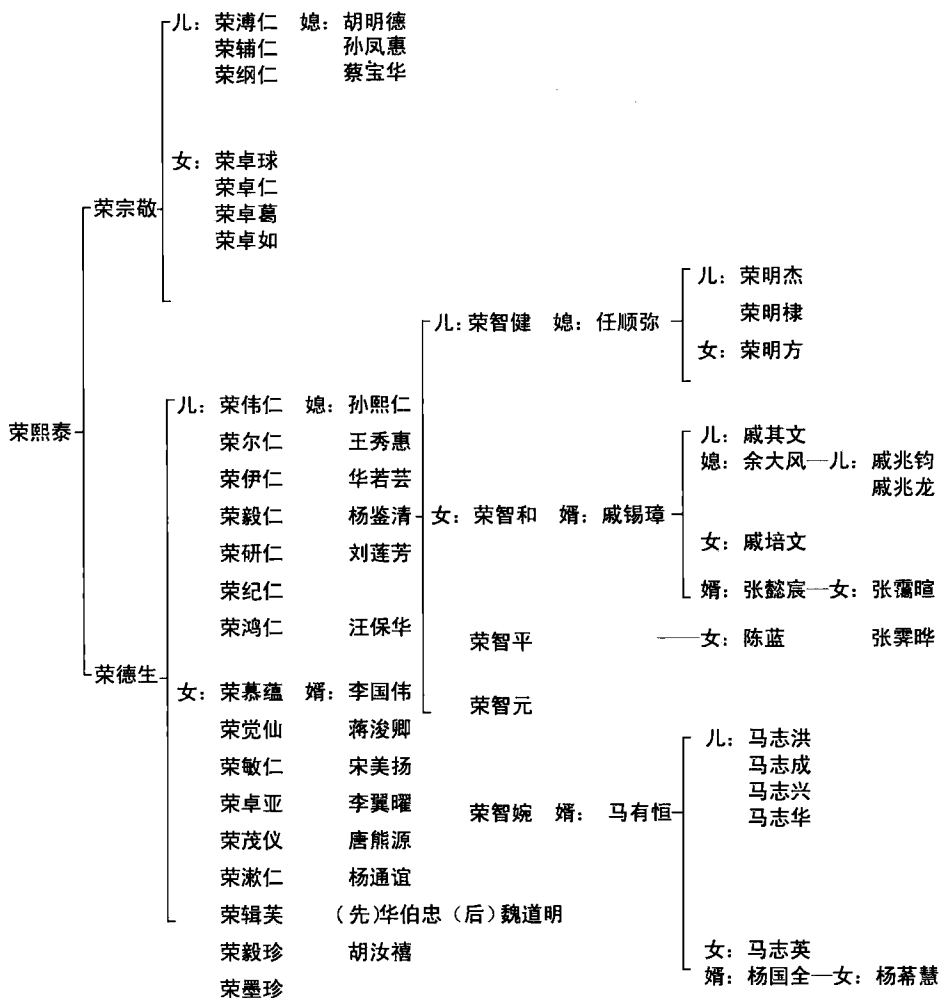 荣熙泰
荣宗敬
儿：荣溥仁 媳：胡明德
荣辅仁 孙凤惠
荣纲仁 蔡宝华
女：荣卓球
荣卓仁
荣卓葛
荣卓如
荣德生
儿：荣伟仁 媳：孙熙仁
荣尔仁 王秀惠
荣伊仁 华若芸
荣毅仁 杨鉴清
荣研仁 刘莲芳
荣纪仁
荣鸿仁 汪保华
女：荣慕蕴 婿：李国伟
荣觉仙 蒋浚卿
荣敏仁 宋美扬
荣卓亚 李翼曜
荣茂仪 唐熊源
荣漱仁 杨通谊
荣辑芙 （先）华伯忠（后）魏道明
荣毅珍 胡汝禧
荣墨珍
儿：荣智健 媳：任顺弥
儿：荣明杰
荣明棣
女：荣明方
女：荣智和 婿：戚锡璋
儿：戚其文
媳：余大风—儿：戚兆钧
戚兆龙
女：戚培文
婿：张懿宸—女：张霭暄
荣智平 —女：陈蓝 张霁晔
荣智元
荣智婉 婿：马有恒
儿：马志洪
马志成
马志兴
马志华
女：马志英
婿：杨国全—女：杨莃慧